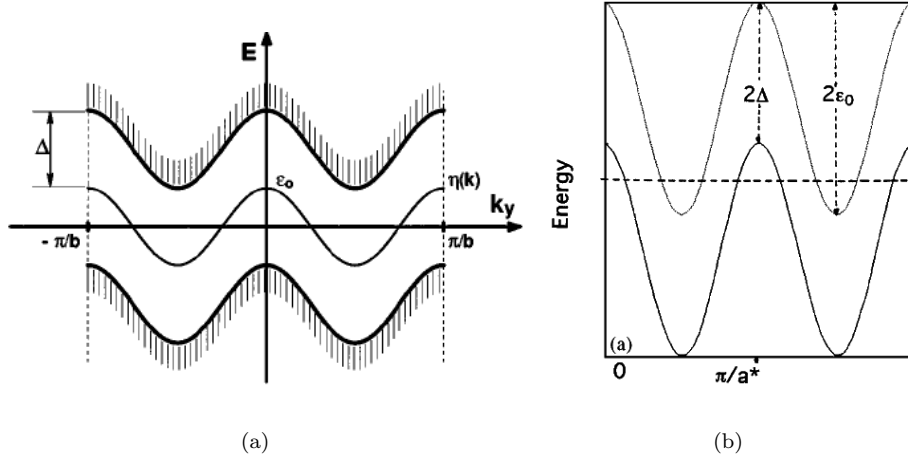 E
Δ
ε₀
η(k)
k_y
- π/b
π/b
(a)
Energy
2Δ
2ε₀
(a)
0
π/a*
(b)